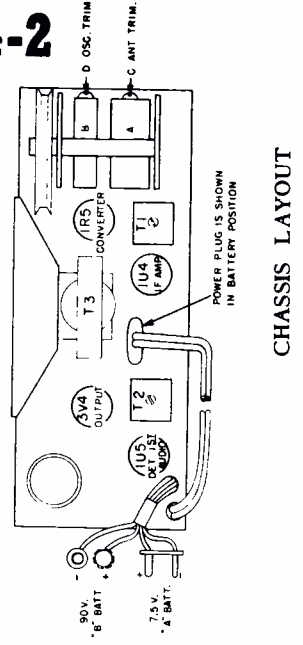 -2
D OSC. TRIM
C ANT TRIM.
B
A
1R5
CONVERTER
T1
1U4
IF AMP
T3
POWER PLUG IS SHOWN
IN BATTERY POSITION
3V4
OUTPUT
T2
1U5
DET 1ST
AUDIO
- +
90 V.
"B" BATT
+ -
7.5 V.
"A" BATT.
CHASSIS LAYOUT